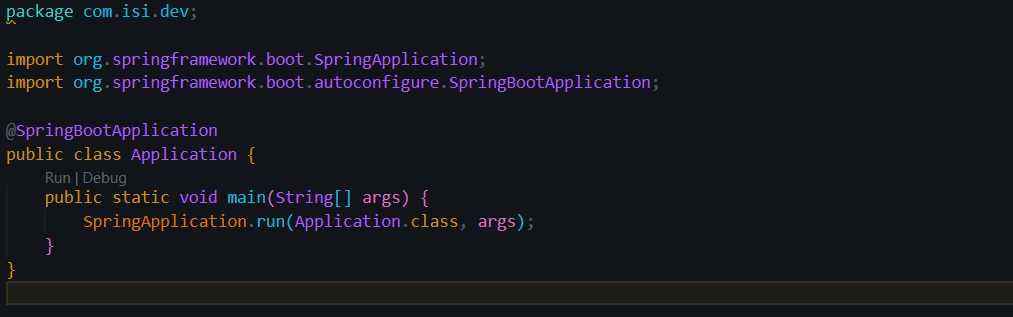 package com.isi.dev;
import org.springframework.boot.SpringApplication;
import org.springframework.boot.autoconfigure.SpringBootApplication;
@SpringBootApplication
public class Application {
Run | Debug
public static void main(String[] args) {
SpringApplication.run(Application.class, args);
}
}